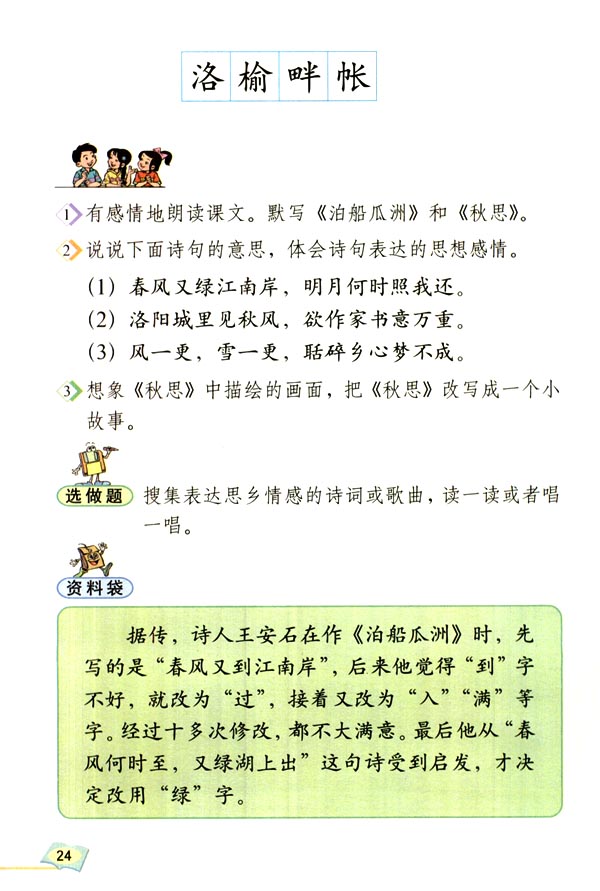 洛榆畔帐
1 有感情地朗读课文。默写《泊船瓜洲》和《秋思》。
2 说说下面诗句的意思，体会诗句表达的思想感情。
（1）春风又绿江南岸，明月何时照我还。
（2）洛阳城里见秋风，欲作家书意万重。
（3）风一更，雪一更，聒碎乡心梦不成。
3 想象《秋思》中描绘的画面，把《秋思》改写成一个小
故事。
选做题 搜集表达思乡情感的诗词或歌曲，读一读或者唱
一唱。
资料袋
据传，诗人王安石在作《泊船瓜洲》时，先
写的是“春风又到江南岸”，后来他觉得“到”字
不好，就改为“过”，接着又改为“入”“满”等
字。经过十多次修改，都不大满意。最后他从“春
风何时至，又绿湖上出”这句诗受到启发，才决
定改用“绿”字。
24